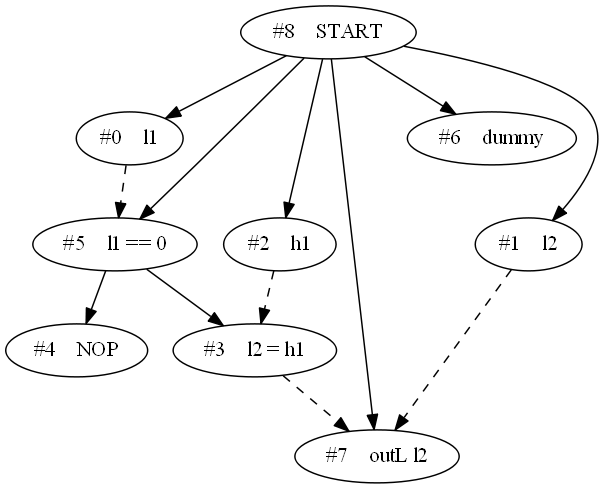 #8 START
#0 l1
#6 dummy
#5 l1 == 0
#2 h1
#1 l2
#4 NOP
#3 l2 = h1
#7 outL l2